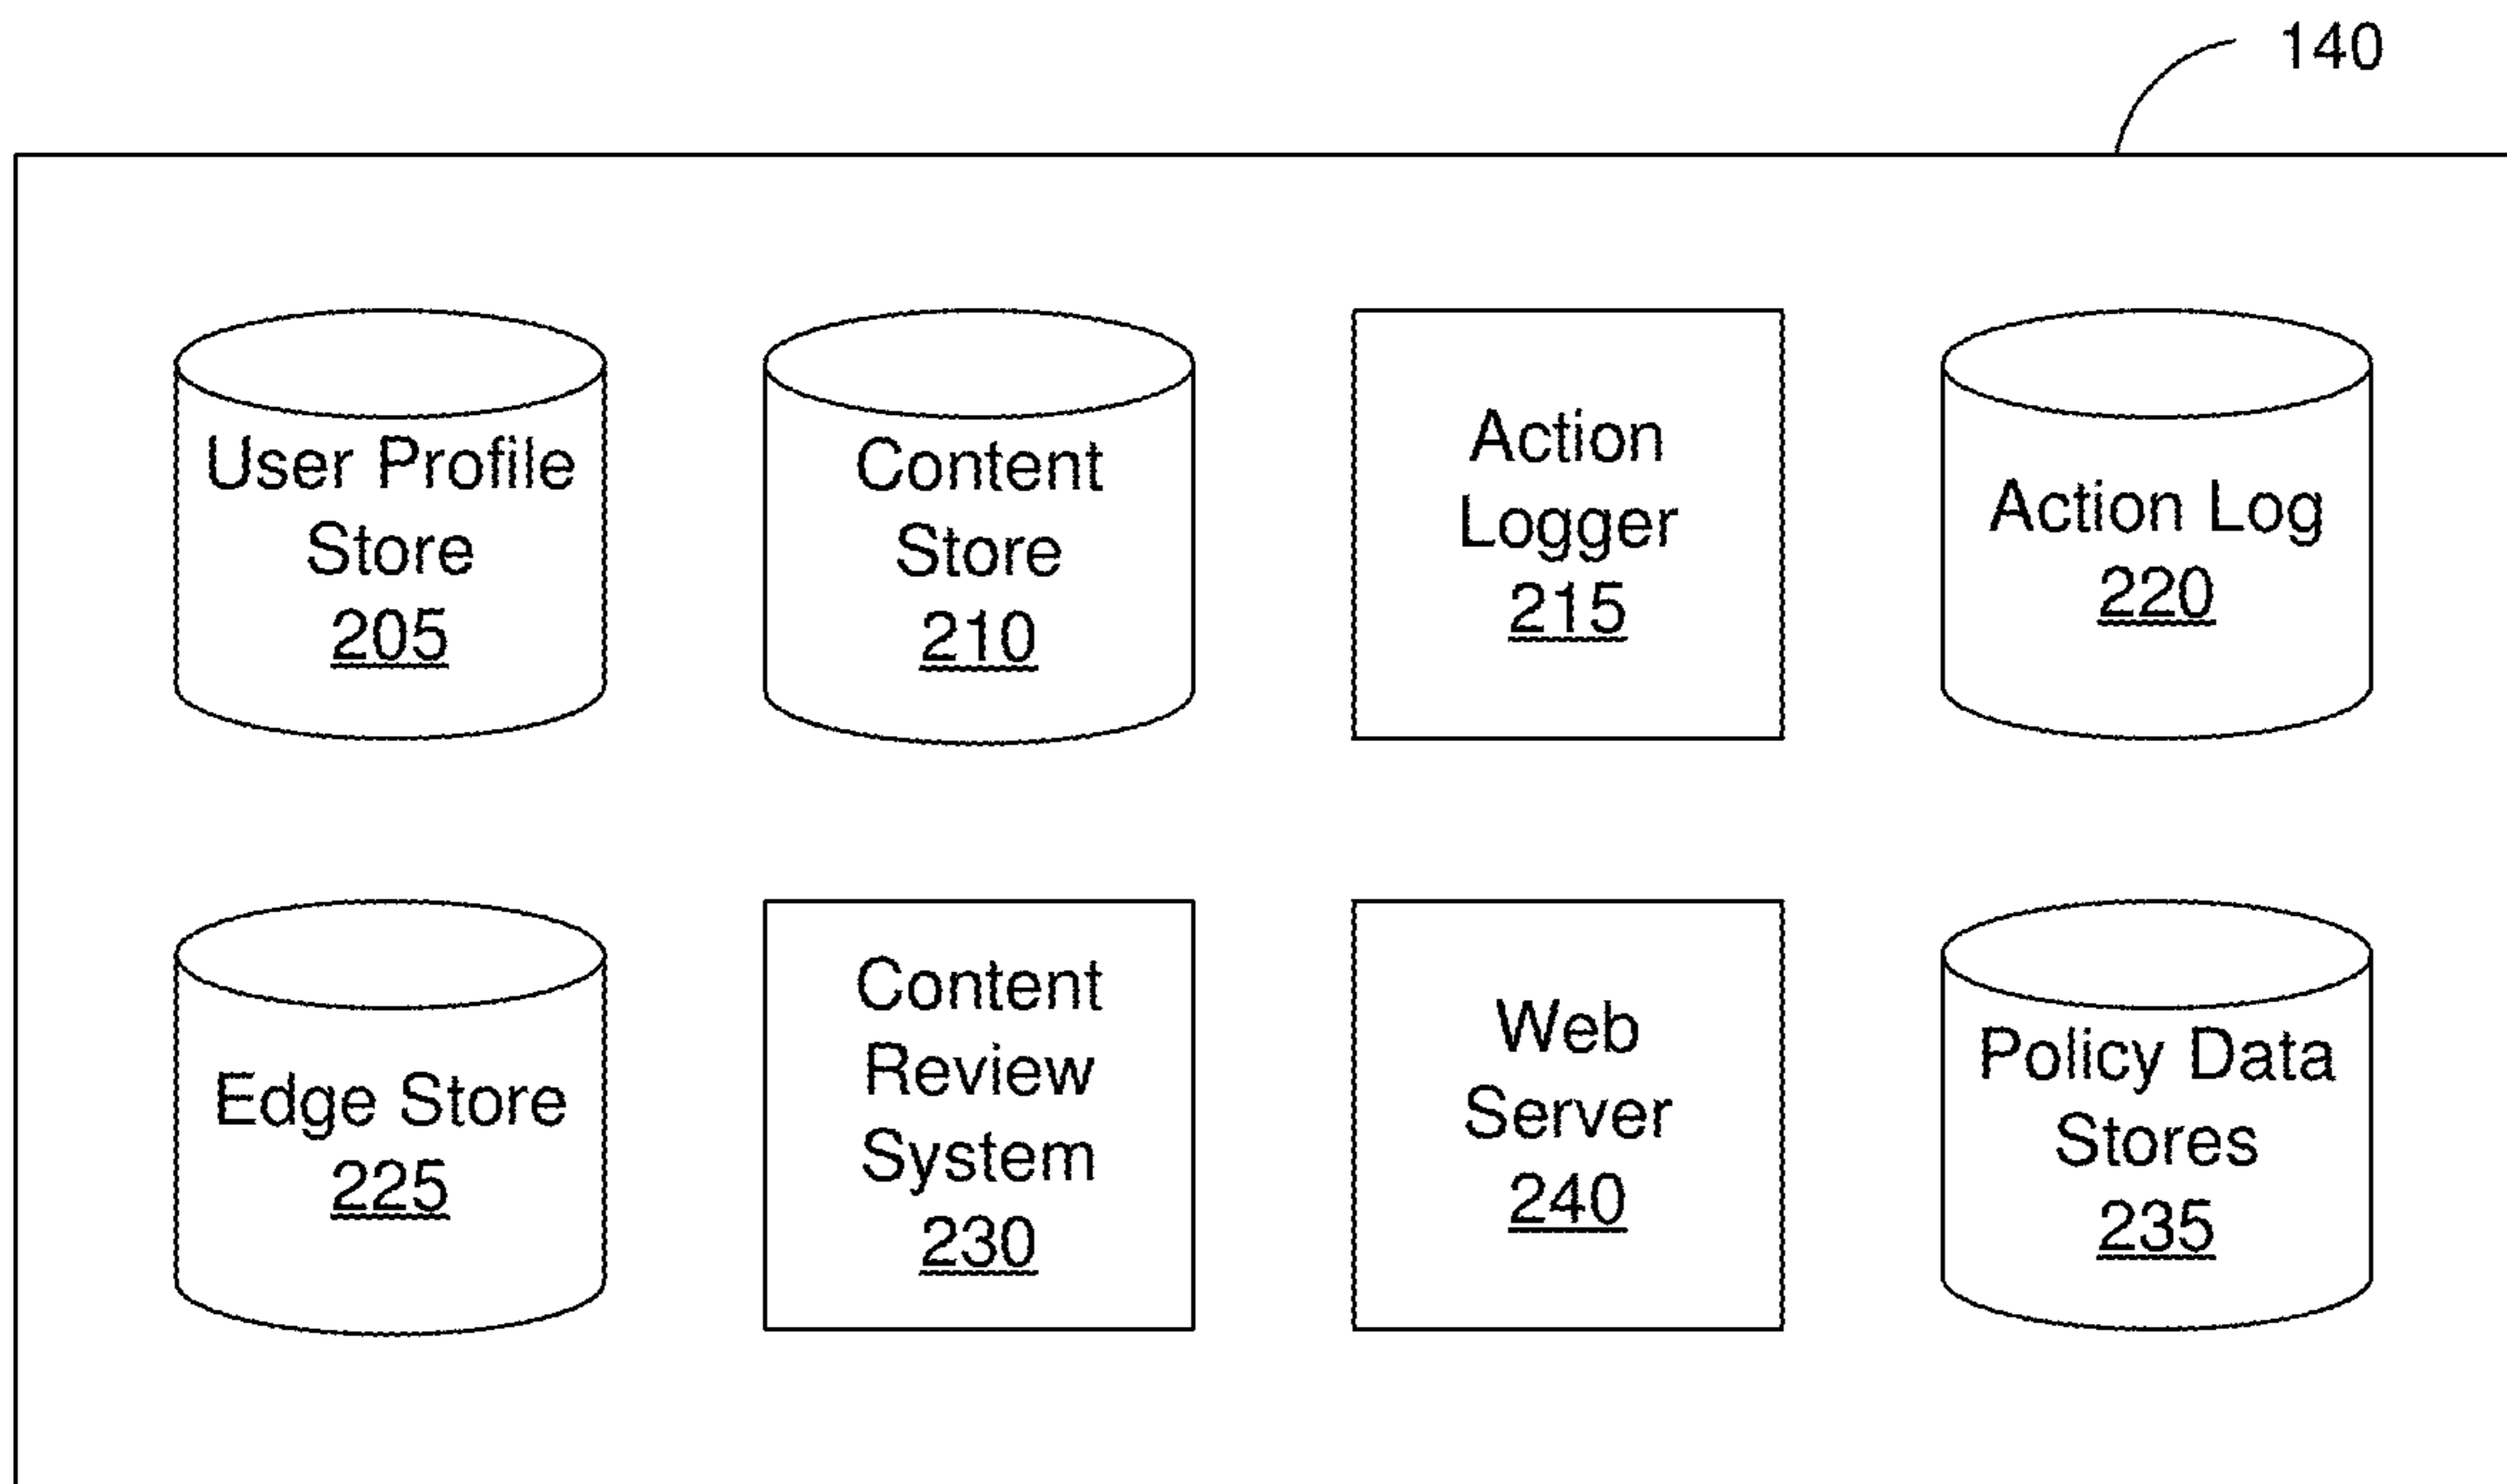 140
User Profile
Store
205
Content
Store
210
Action
Logger
215
Action Log
220
Edge Store
225
Content
Review
System
230
Web
Server
240
Policy Data
Stores
235